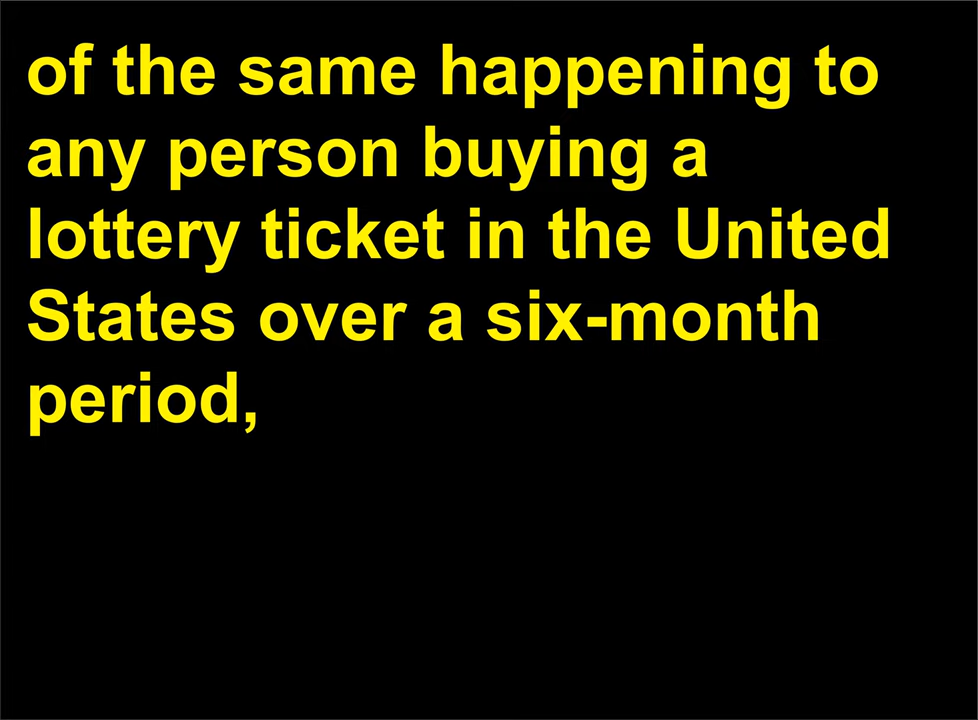 of the same happening to
any person buying a
lottery ticket in the United
States over a six-month
period,